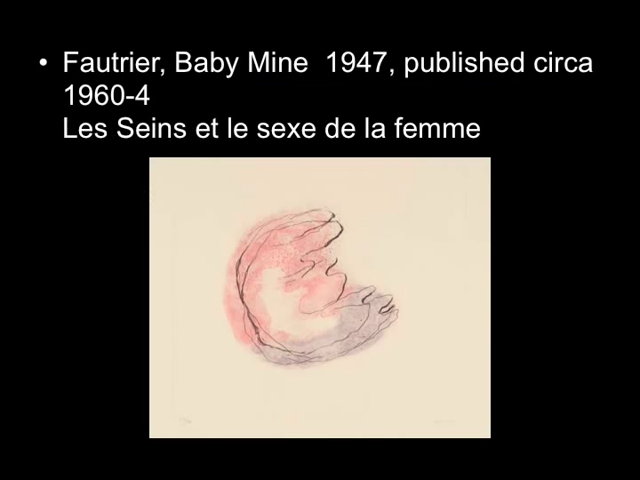 • Fautrier, Baby Mine  1947, published circa
1960-4
Les Seins et le sexe de la femme